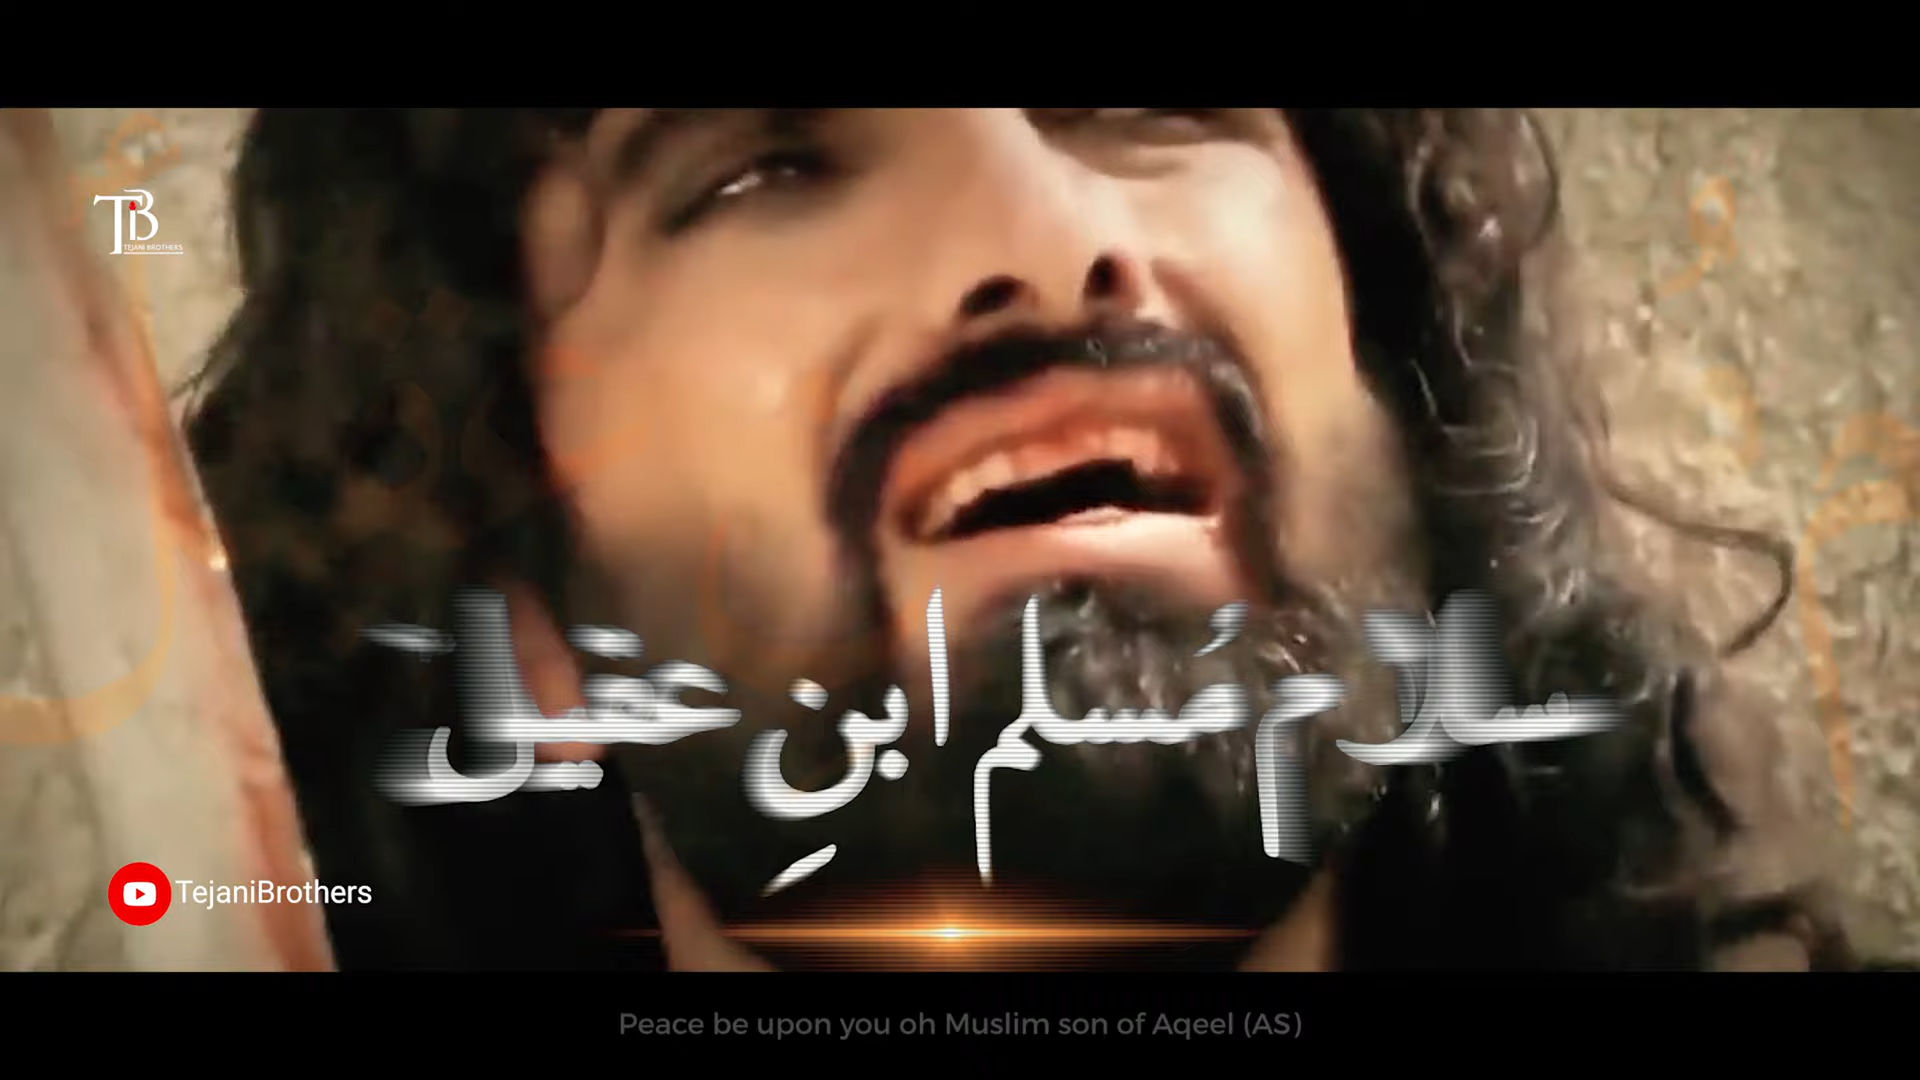 TB
TEJANI BROTHERS
سلام مُسلم ابنِ عقیلؑ
TejaniBrothers
Peace be upon you oh Muslim son of Aqeel (AS)